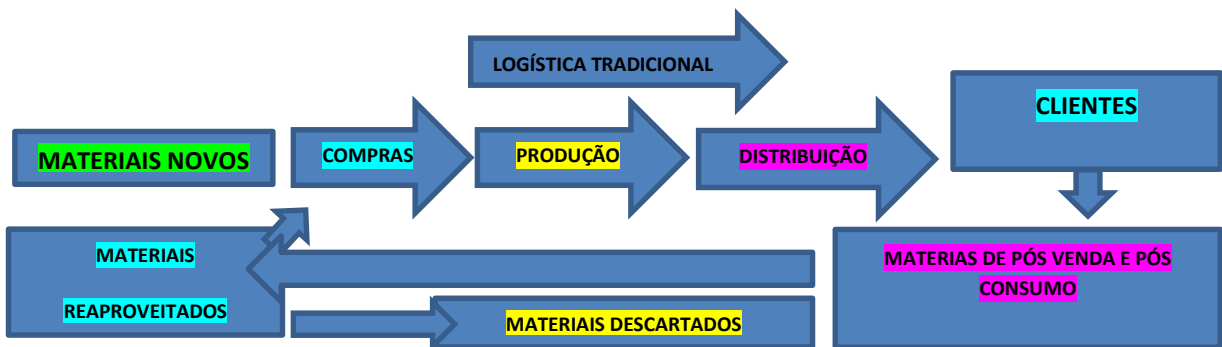 LOGÍSTICA TRADICIONAL
CLIENTES
MATERIAIS NOVOS
COMPRAS
PRODUÇÃO
DISTRIBUIÇÃO
MATERIAIS
REAPROVEITADOS
MATERIAS DE PÓS VENDA E PÓS
CONSUMO
MATERIAIS DESCARTADOS